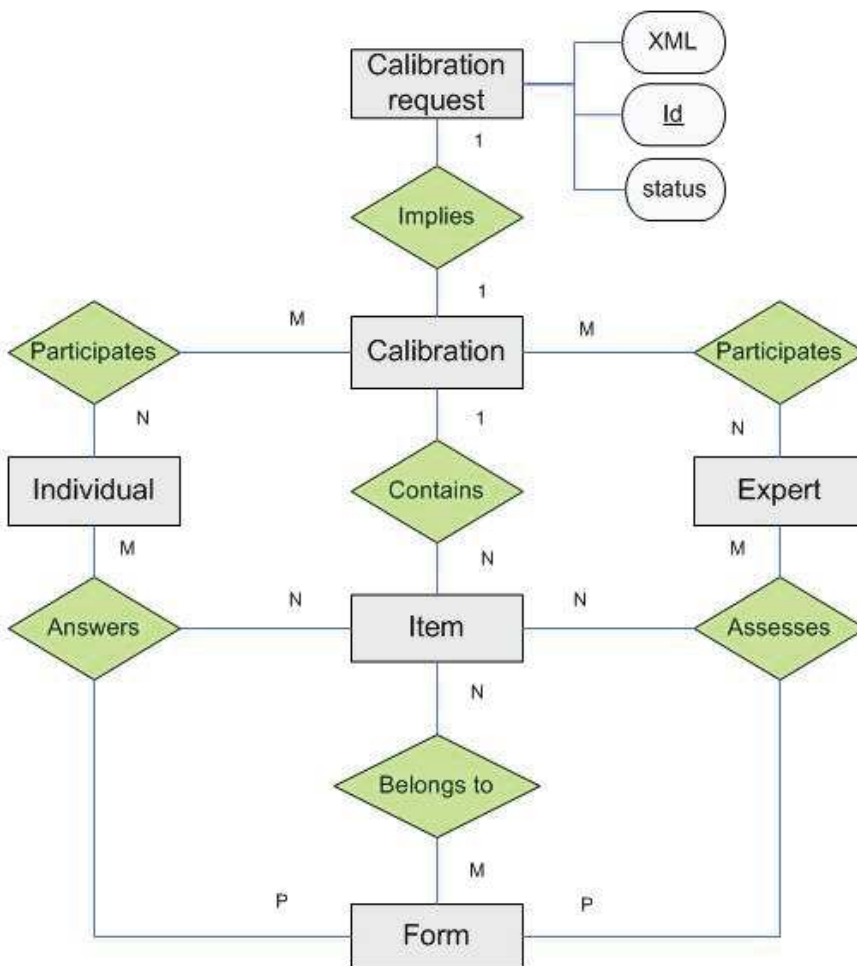 XML
Calibration
request
Id
1
status
Implies
1
M
M
Participates
Calibration
Participates
N
1
N
Individual
Contains
Expert
M
N
M
N
N
Answers
Item
Assesses
N
Belongs to
M
P
P
Form